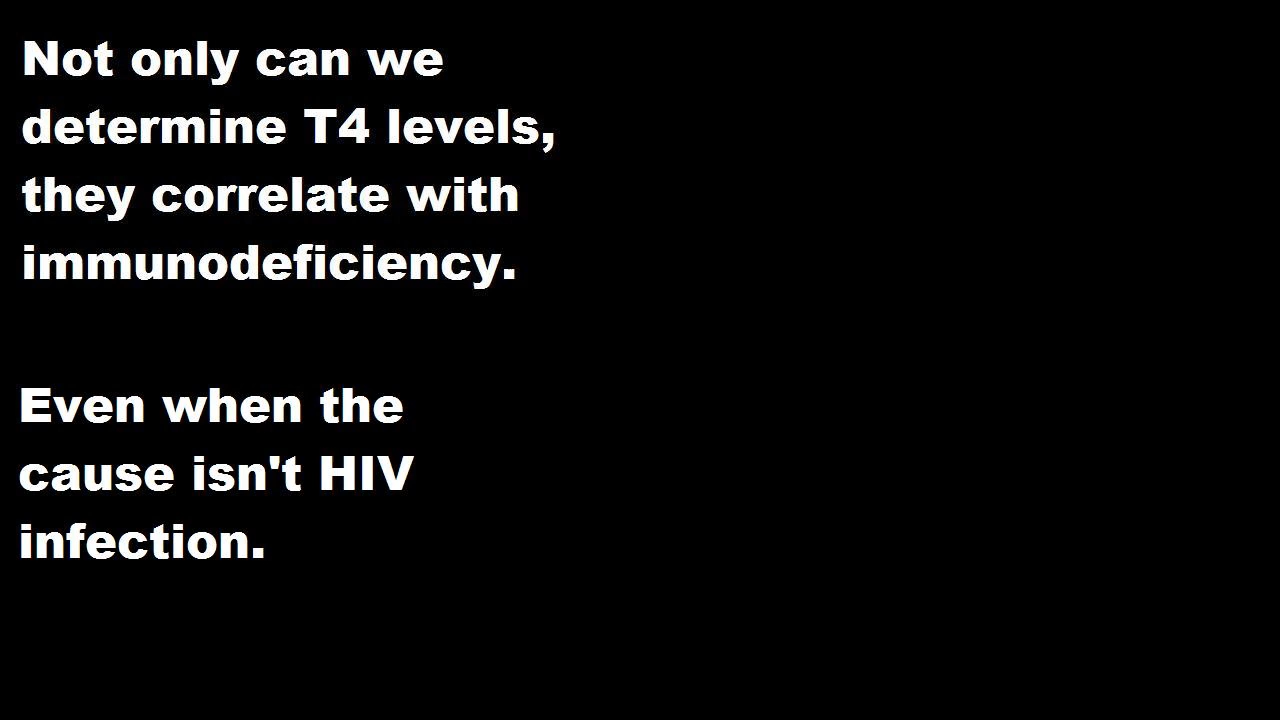 Not only can we
determine T4 levels,
they correlate with
immunodeficiency.
Even when the
cause isn't HIV
infection.